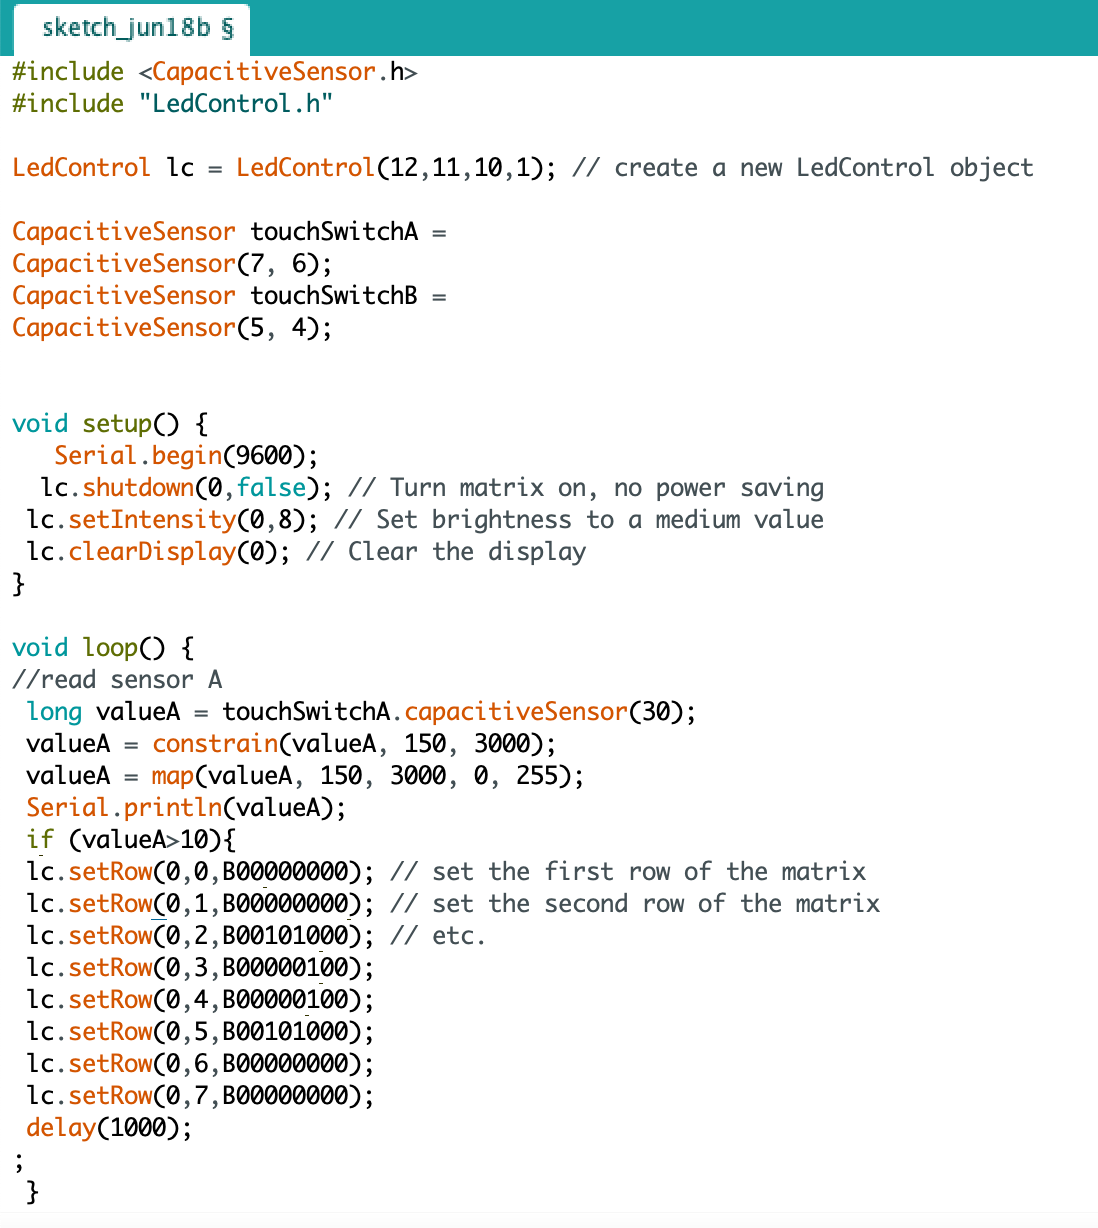 sketch_jun18b §
#include <CapacitiveSensor.h>
#include "LedControl.h"
LedControl lc = LedControl(12,11,10,1); // create a new LedControl object
CapacitiveSensor touchSwitchA =
CapacitiveSensor(7, 6);
CapacitiveSensor touchSwitchB =
CapacitiveSensor(5, 4);
void setup() {
Serial.begin(9600);
lc.shutdown(0,false); // Turn matrix on, no power saving
lc.setIntensity(0,8); // Set brightness to a medium value
lc.clearDisplay(0); // Clear the display
}
void loop() {
//read sensor A
long valueA = touchSwitchA.capacitiveSensor(30);
valueA = constrain(valueA, 150, 3000);
valueA = map(valueA, 150, 3000, 0, 255);
Serial.println(valueA);
if (valueA>10){
lc.setRow(0,0,B00000000); // set the first row of the matrix
lc.setRow(0,1,B00000000); // set the second row of the matrix
lc.setRow(0,2,B00101000); // etc.
lc.setRow(0,3,B00000100);
lc.setRow(0,4,B00000100);
lc.setRow(0,5,B00101000);
lc.setRow(0,6,B00000000);
lc.setRow(0,7,B00000000);
delay(1000);
;
}